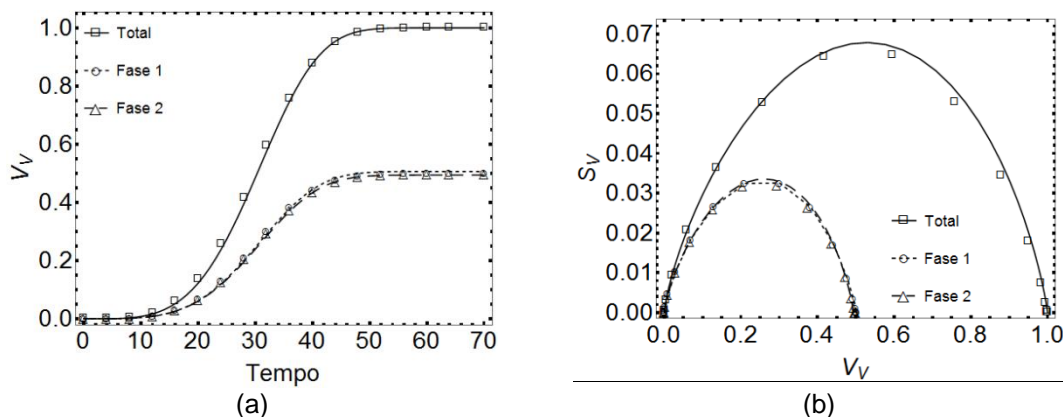 1.0
0.8
0.6
0.4
0.2
0.0
V_V
0 10 20 30 40 50 60 70
Tempo
Total
Fase 1
Fase 2
(a)
0.07
0.06
0.05
0.04
0.03
0.02
0.01
0.00
S_V
0.0 0.2 0.4 0.6 0.8 1.0
V_V
Total
Fase 1
Fase 2
(b)